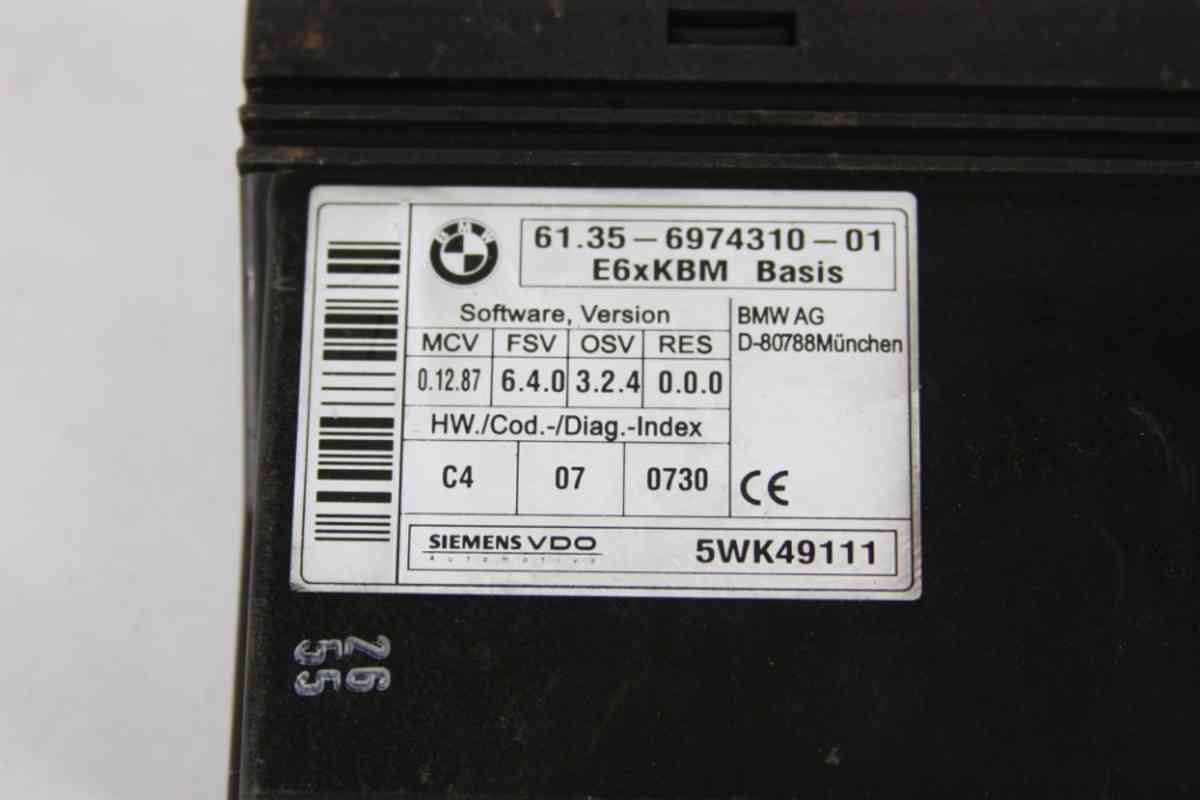 BMW
61.35-6974310-01
E6xKBM Basis
Software, Version
MCV FSV OSV RES
0.12.87 6.4.0 3.2.4 0.0.0
HW./Cod.-/Diag.-Index
C4 07 0730
BMW AG
D-80788München
CE
SIEMENS VDO
Automotive
5WK49111
26
55